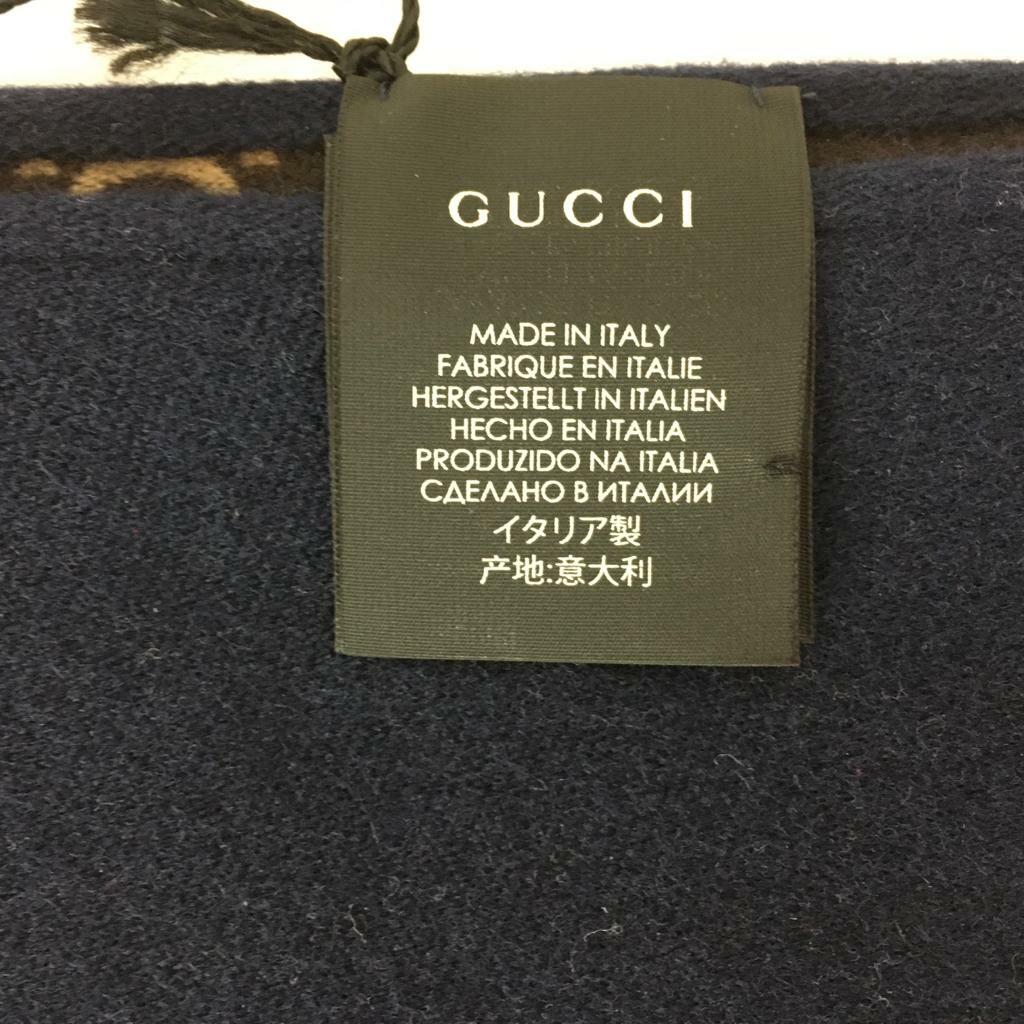 GUCCI
MADE IN ITALY
FABRIQUE EN ITALIE
HERGESTELLT IN ITALIEN
HECHO EN ITALIA
PRODUZIDO NA ITALIA
СДЕЛАНО В ИТАЛИИ
イタリア製
产地:意大利